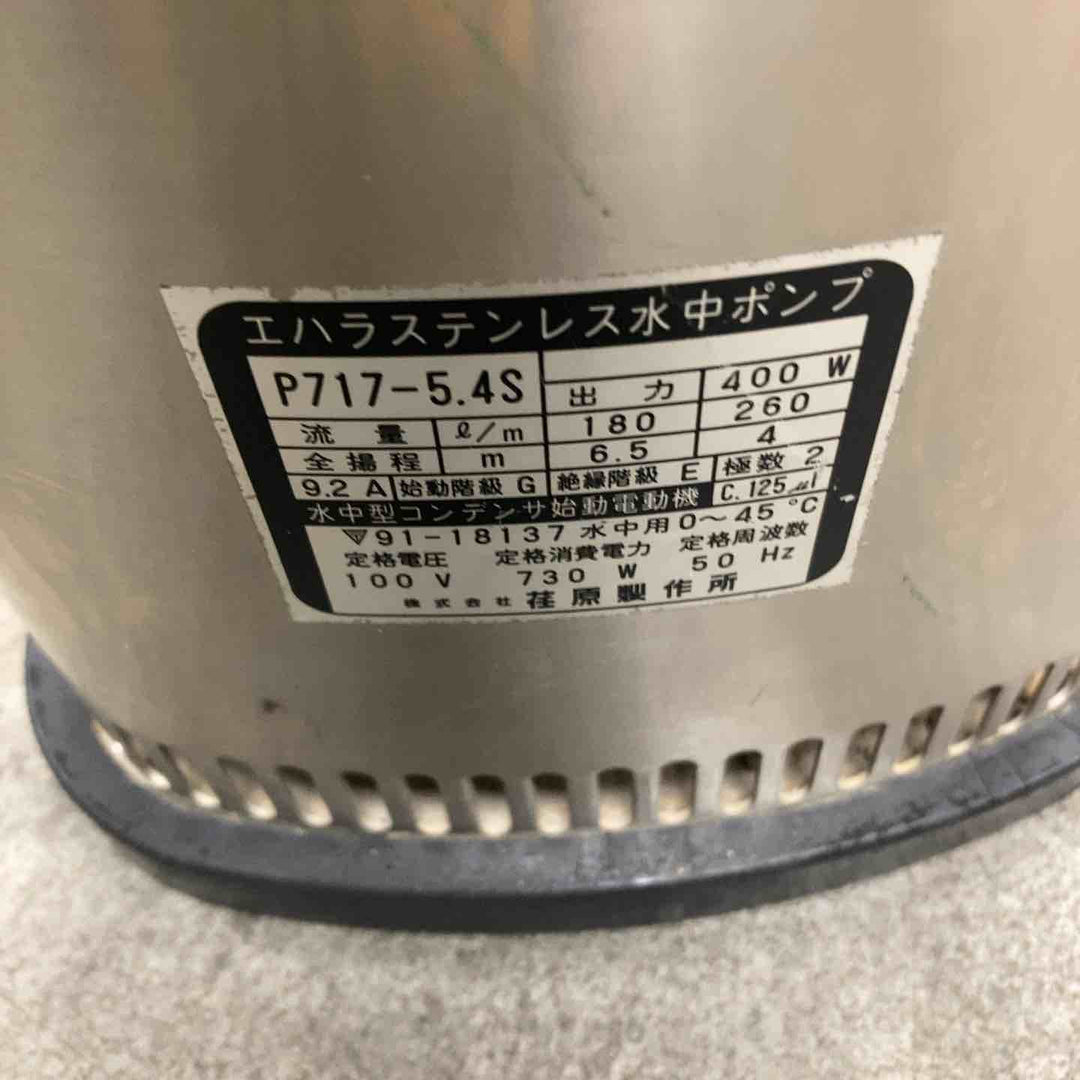 エハラステンレス水中ポンプ
P717-5.4S 出力 400 W
流量 ℓ/m 180 260
全揚程 m 6.5 4
9.2 A 始動階級 G 絶縁階級 E 極数 2
水中型コンデンサ始動電動機 C.125μf
▽91-18137 水中用0～45℃
定格電圧 定格消費電力 定格周波数
100 V 730 W 50 Hz
株式会社 荏原製作所